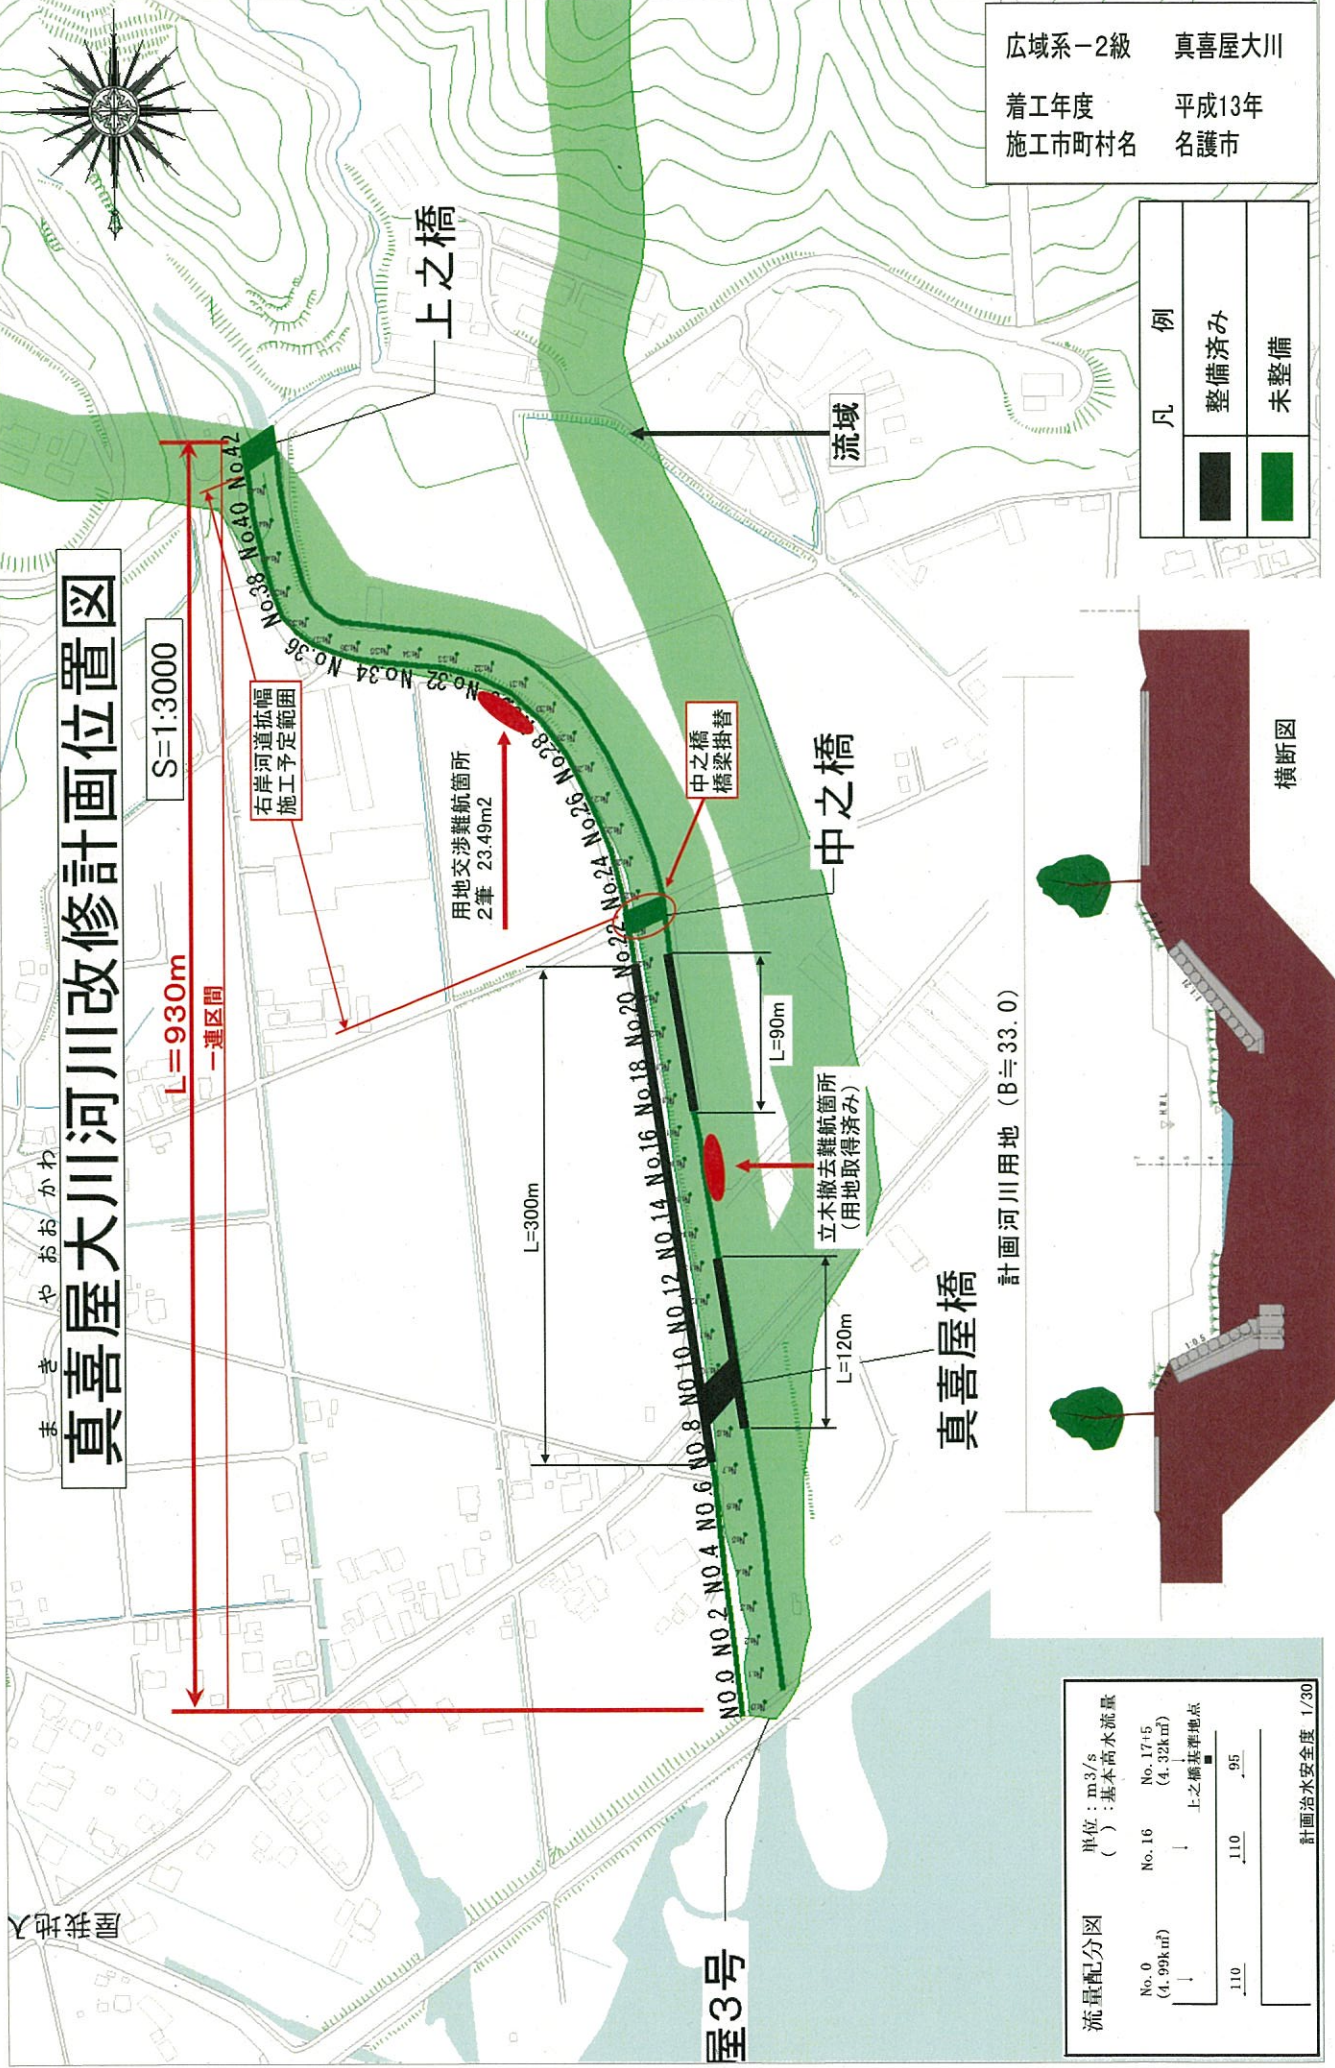 広域系－2級　真喜屋大川
着工年度　平成13年
施工市町村名　名護市
まきやおおかわ
真喜屋大川河川改修計画位置図
S=1:3000
L=930m
一連区間
右岸河道拡幅
施工予定範囲
用地交渉難航箇所
2筆 23.49m2
上之橋
流域
中之橋
橋梁掛替
中之橋
L=300m
L=90m
立木撤去難航箇所
(用地取得済み)
L=120m
真喜屋橋
屋3号
屋我地入
NO.0 NO.2 NO.4 NO.6 NO.8 NO.10 NO.12 NO.14 No.16 No.18 No.20 No.22 No.24 No.26 No.28
No.32 No.34 No.36 No.38 No.40 No.42
凡例
整備済み
未整備
計画河川用地 (B≒33.0)
H.W.L
1:0.5
横断図
流量配分図
単位：m3/s
( )：基本高水流量
No.0
(4.99km²)
No.16
No.17+5
(4.32km²)
上之橋基準地点
110
110
95
計画治水安全度 1/30